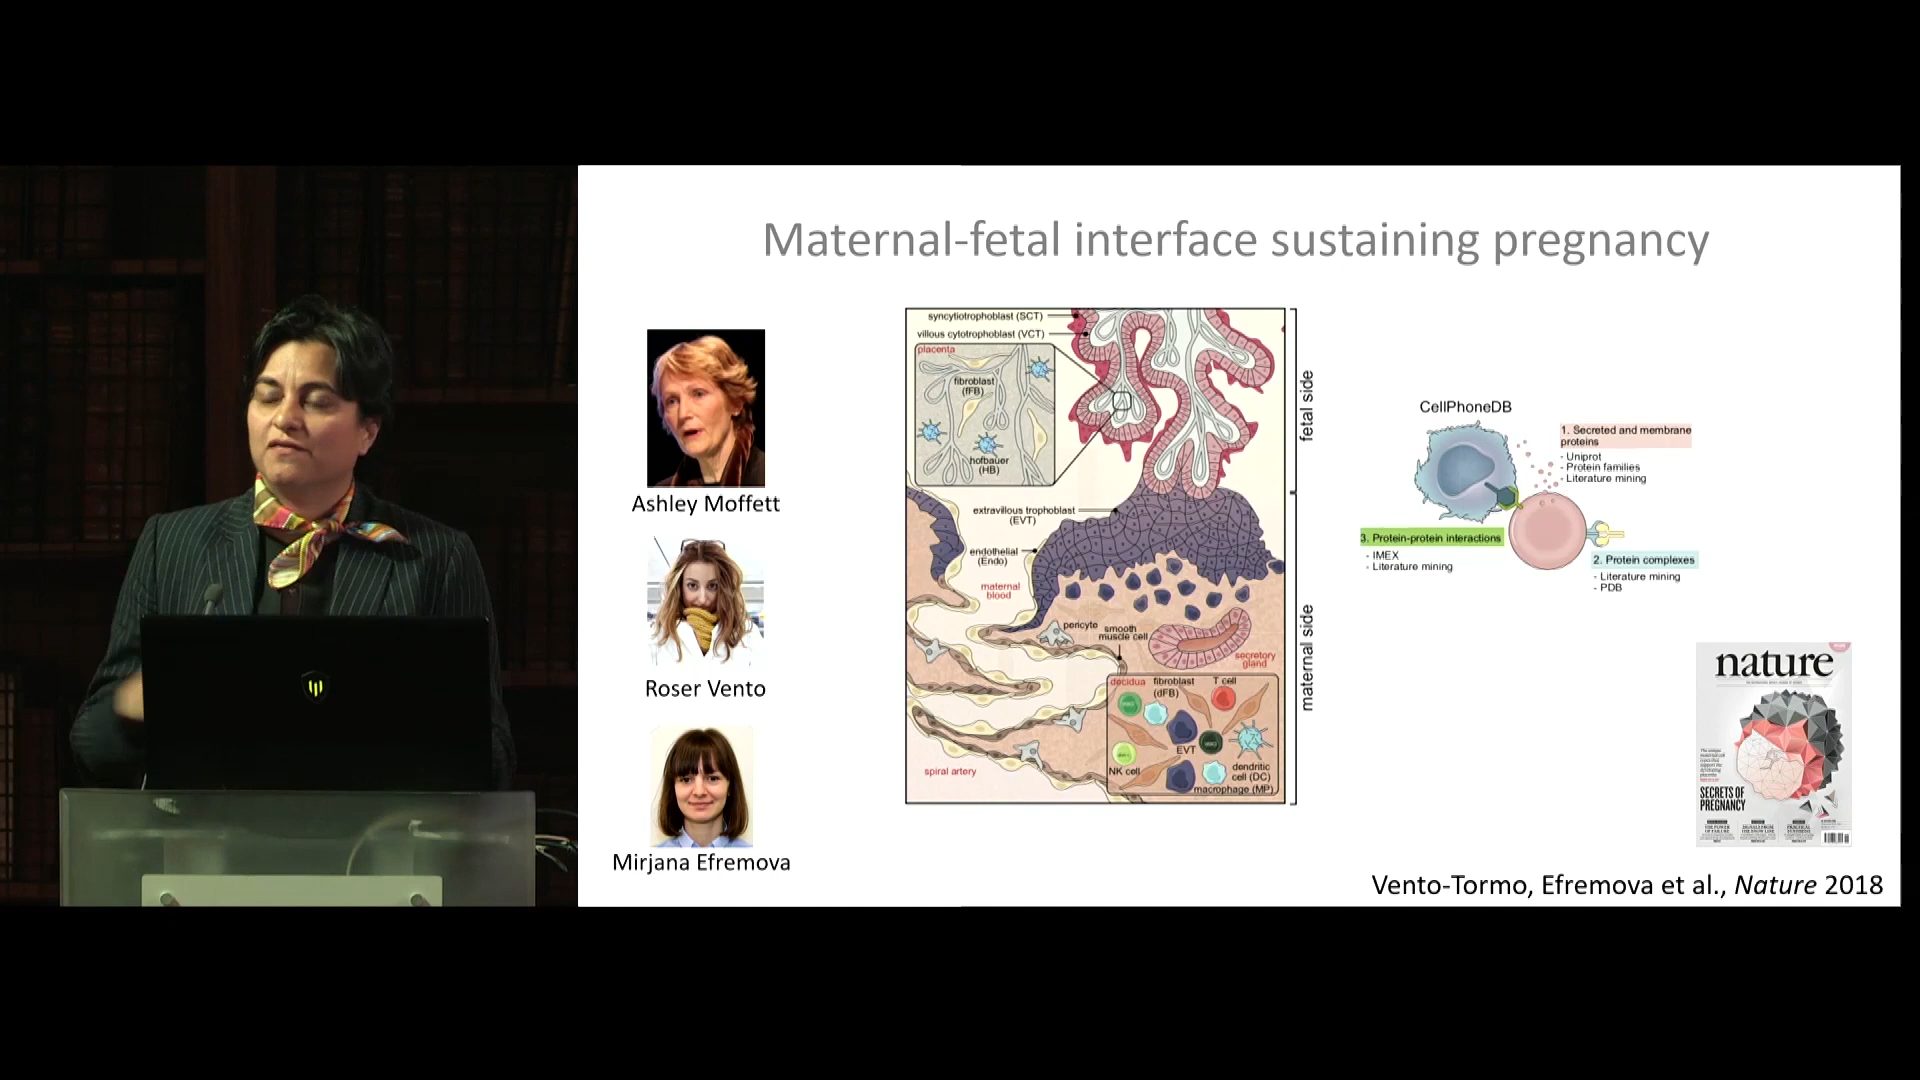 Maternal-fetal interface sustaining pregnancy
Ashley Moffett
Roser Vento
Mirjana Efremova
syncytiotrophoblast (SCT)
villous cytotrophoblast (VCT)
placenta
fibroblast
(fFB)
hofbauer
(HB)
extravillous trophoblast
(EVT)
endothelial
(Endo)
maternal
blood
pericyte
smooth
muscle cell
secretory
gland
spiral artery
decidua
fibroblast
(dFB)
T cell
EVT
NK cell
dendritic
cell (DC)
macrophage (MP)
fetal side
maternal side
CellPhoneDB
1. Secreted and membrane
proteins
- Uniprot
- Protein families
- Literature mining
3. Protein-protein interactions
- IMEX
- Literature mining
2. Protein complexes
- Literature mining
- PDB
nature
SECRETS OF
PREGNANCY
Vento-Tormo, Efremova et al., Nature 2018